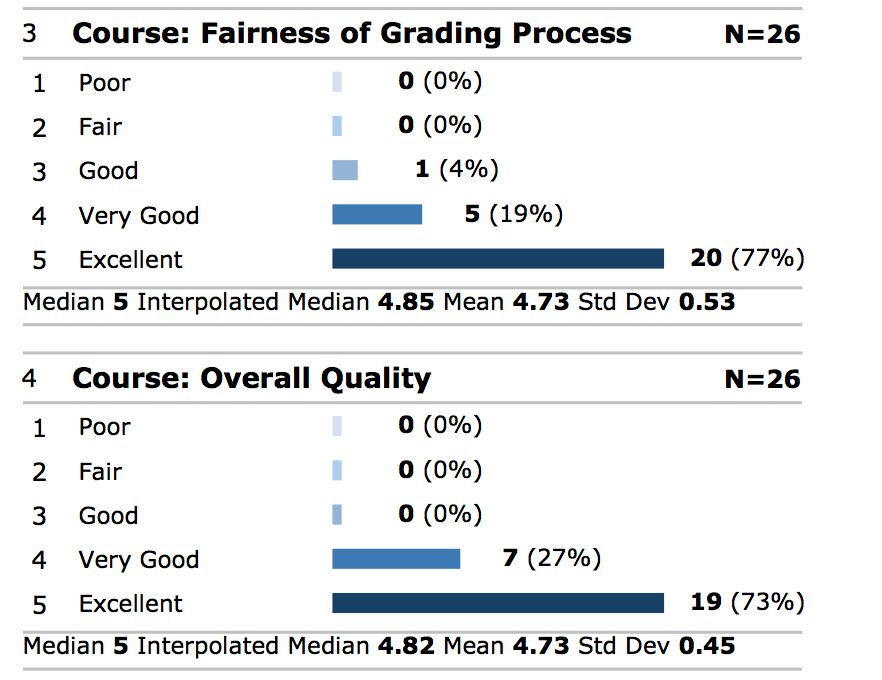 3 Course: Fairness of Grading Process N=26
1 Poor 0 (0%)
2 Fair 0 (0%)
3 Good 1 (4%)
4 Very Good 5 (19%)
5 Excellent 20 (77%)
Median 5 Interpolated Median 4.85 Mean 4.73 Std Dev 0.53
4 Course: Overall Quality N=26
1 Poor 0 (0%)
2 Fair 0 (0%)
3 Good 0 (0%)
4 Very Good 7 (27%)
5 Excellent 19 (73%)
Median 5 Interpolated Median 4.82 Mean 4.73 Std Dev 0.45